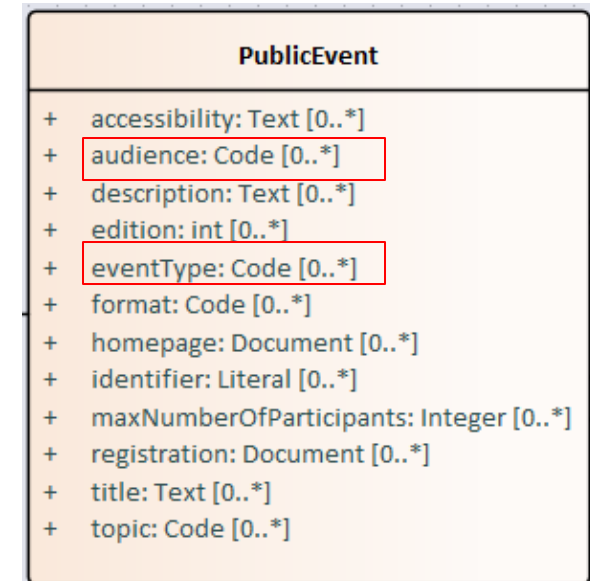 PublicEvent
+ accessibility: Text [0..*]
+ audience: Code [0..*]
+ description: Text [0..*]
+ edition: int [0..*]
+ eventType: Code [0..*]
+ format: Code [0..*]
+ homepage: Document [0..*]
+ identifier: Literal [0..*]
+ maxNumberOfParticipants: Integer [0..*]
+ registration: Document [0..*]
+ title: Text [0..*]
+ topic: Code [0..*]